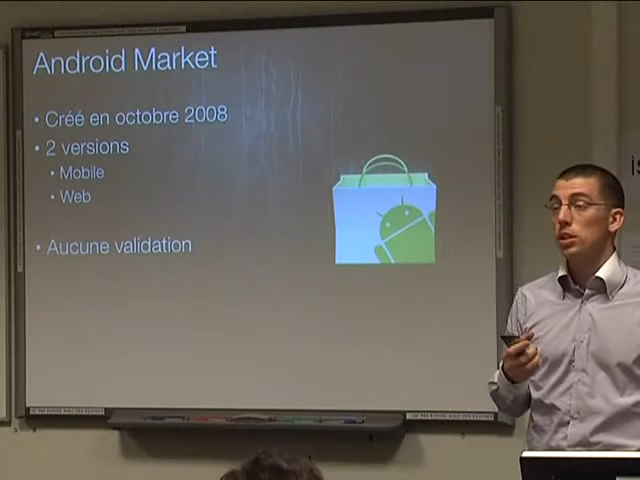 Android Market
• Créé en octobre 2008
• 2 versions
• Mobile
• Web
• Aucune validation